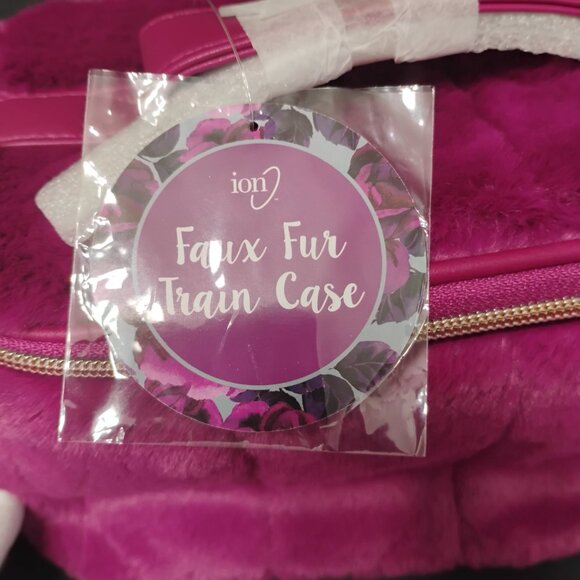 ion
Faux Fur
Train Case